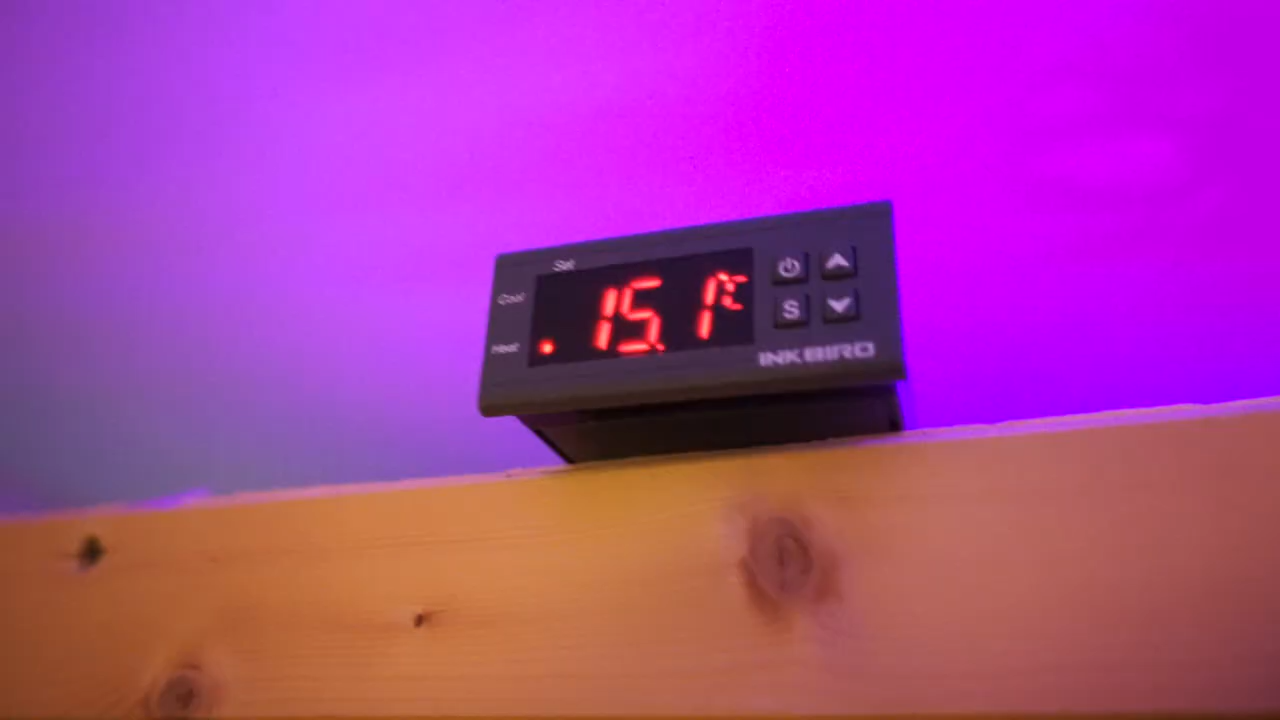 Set
Cool
Heat
15.1 °C
S
INKBIRD